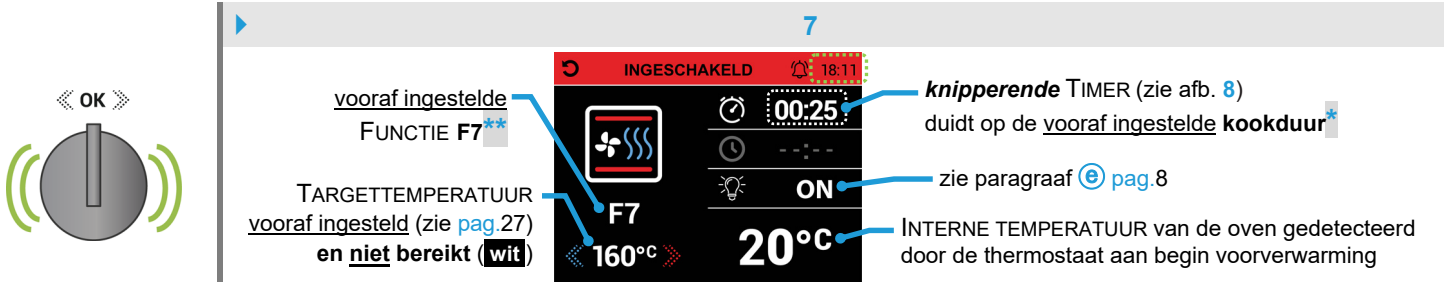 7
OK
vooraf ingestelde
FUNCTIE F7**
TARGETTEMPERATUUR
vooraf ingesteld (zie pag.27)
en niet bereikt (wit)
INGESCHAKELD 18:11
00:25
--:--
ON
F7
160°C
20°C
knipperende TIMER (zie afb. 8)
duidt op de vooraf ingestelde kookduur*
zie paragraaf e pag.8
INTERNE TEMPERATUUR van de oven gedetecteerd
door de thermostaat aan begin voorverwarming